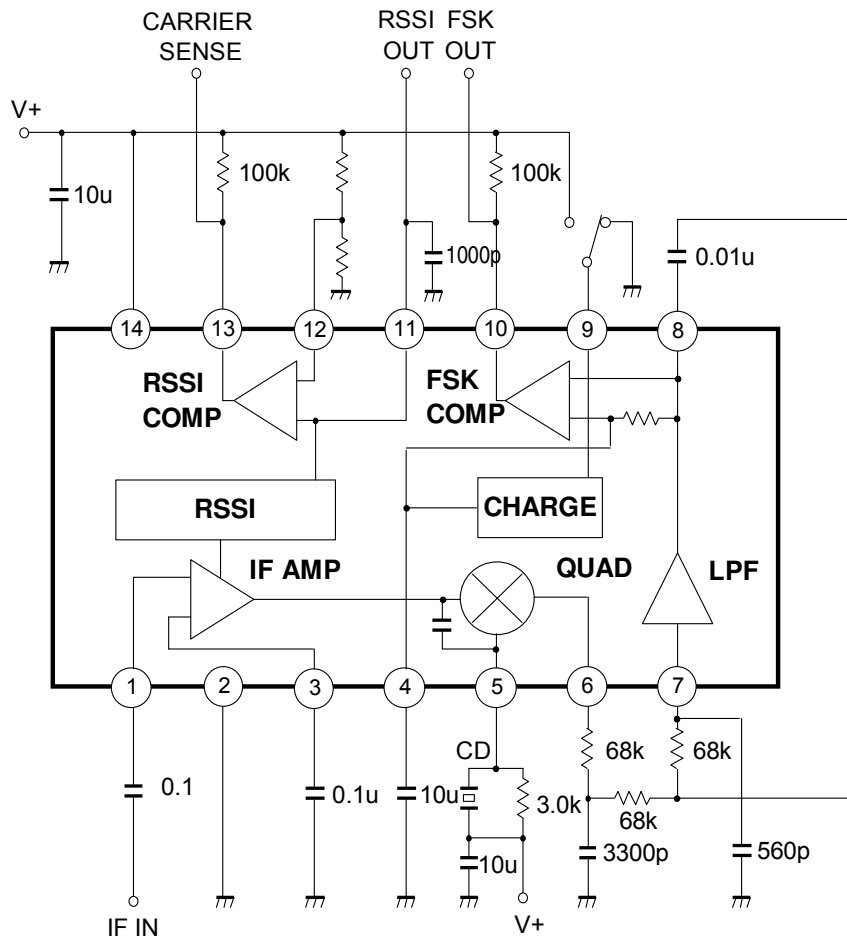 CARRIER
SENSE
RSSI
OUT
FSK
OUT
V+
10u
100k
1000p
100k
0.01u
14
13
12
11
10
9
8
RSSI
COMP
FSK
COMP
RSSI
CHARGE
IF AMP
QUAD
LPF
1
2
3
4
5
6
7
0.1
0.1u
10u
CD
3.0k
10u
68k
68k
68k
3300p
560p
IF IN
V+